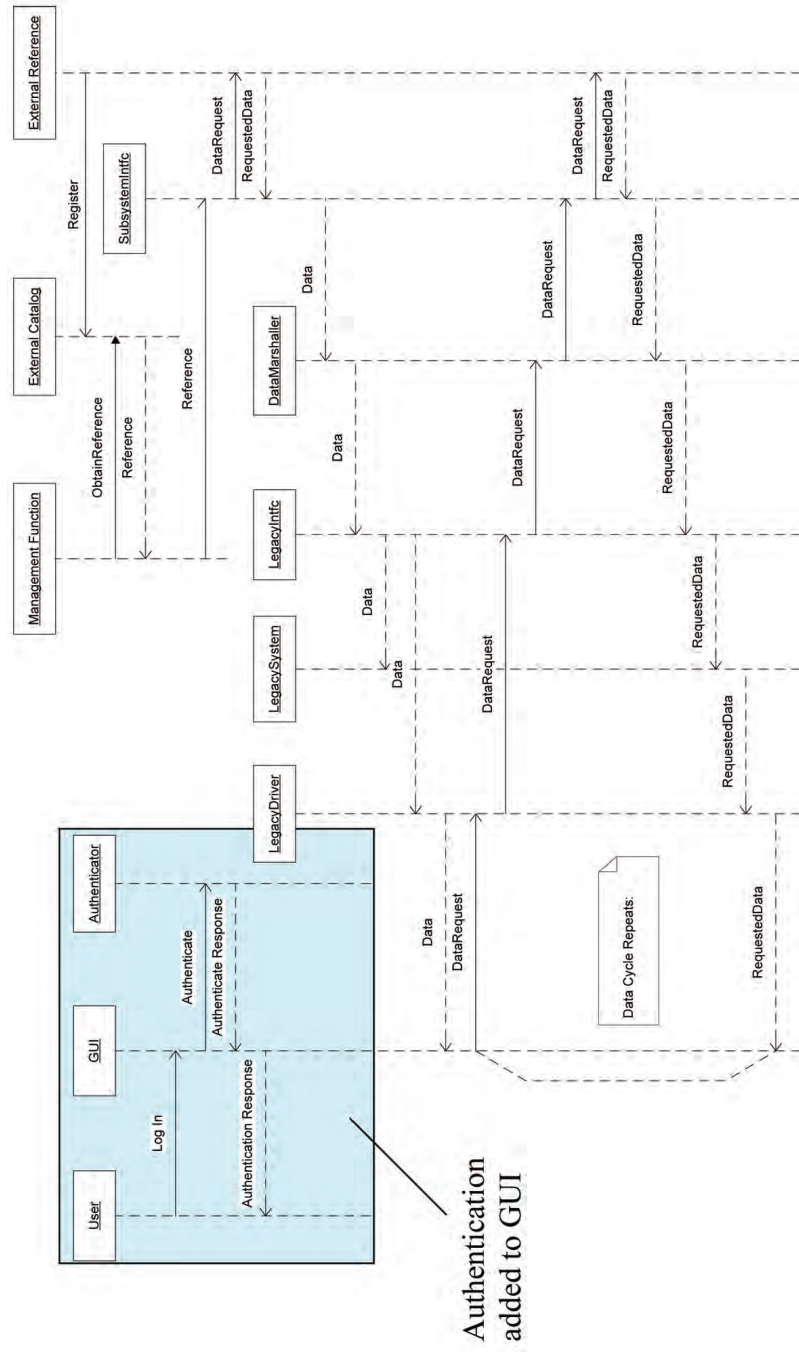 User
GUI
Authenticator
Management Function
External Catalog
External Reference
Register
ObtainReference
Reference
SubsystemIntfc
Log In
Authenticate
Authenticate Response
Authentication Response
Reference
DataRequest
RequestedData
LegacyDriver
LegacySystem
LegacyIntfc
DataMarshaller
Data
Data
Data
Data
Data
DataRequest
DataRequest
DataRequest
DataRequest
DataRequest
RequestedData
RequestedData
RequestedData
RequestedData
RequestedData
RequestedData
Data Cycle Repeats:
Authentication
added to GUI